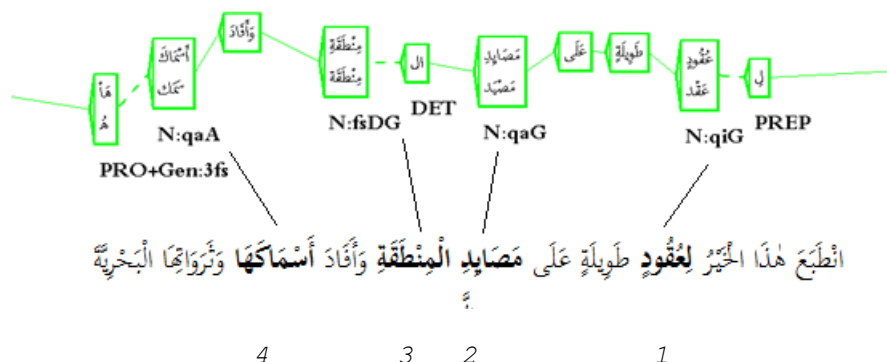 هَاْ
هُ
أَسْمَاكَ
سَمَك
وَأَفَادَ
مِنْطَقَةِ
مِنْطَقَة
ال
مَصَايِدِ
مَصْيَد
عَلَى
طَوِيلَةٍ
عُقُودٍ
عَقْد
لِ
PRO+Gen:3fs
N:qaA
N:fsDG
DET
N:qaG
N:qiG
PREP
انْطَبَعَ هٰذَا الْخَيْرُ لِعُقُودٍ طَوِيلَةٍ عَلَى مَصَايِدِ الْمِنْطَقَةِ وَأَفَادَ أَسْمَاكَهَا وَثَرَوَاتِهَا الْبَحْرِيَّةَ
4 3 2 1